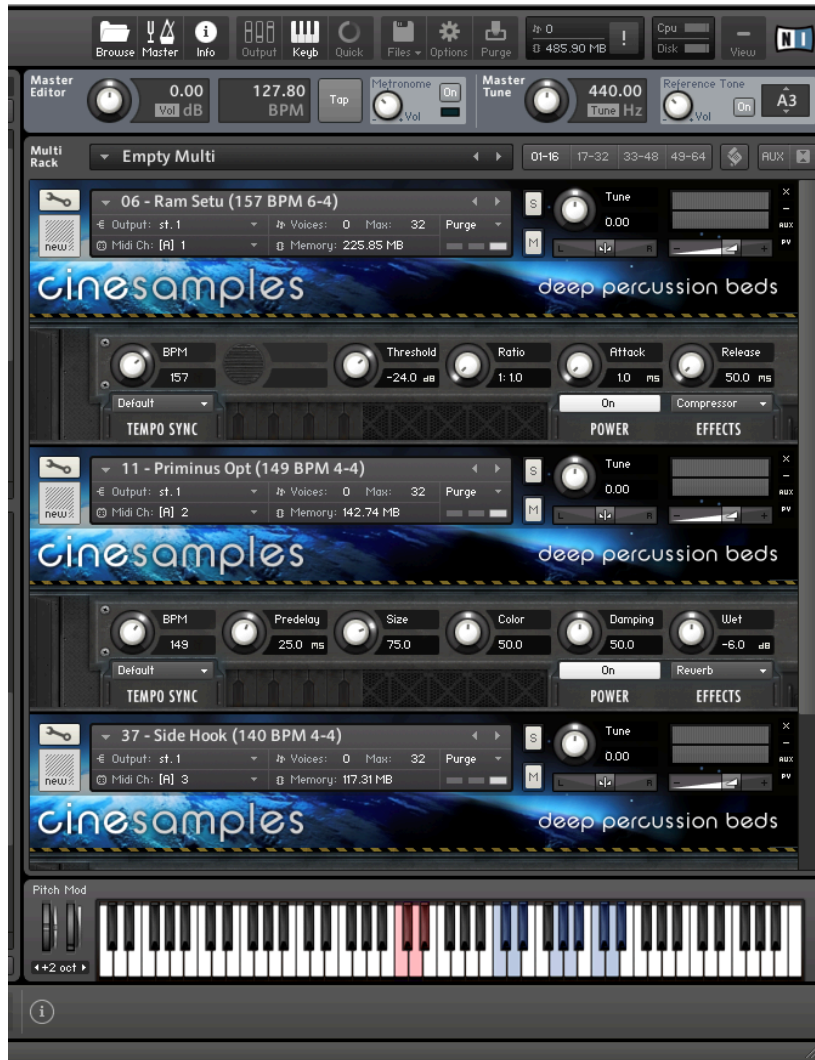 Browse Master Info Output Keyb Quick Files Options Purge
0
485.90 MB
!
Cpu
Disk
View
NI
Master Editor
0.00
Vol dB
127.80
BPM
Tap
Metronome
On
Vol
Master Tune
440.00
Tune Hz
Reference Tone
On
Vol
A3
Multi Rack
Empty Multi
01-16 17-32 33-48 49-64
AUX
06 - Ram Setu (157 BPM 6-4)
Output: st. 1 Voices: 0 Max: 32 Purge
Midi Ch: [A] 1 Memory: 225.85 MB
new
S
M
Tune
0.00
L R
- +
×
-
AUX
PV
cinesamples deep percussion beds
BPM Threshold Ratio Attack Release
157 -24.0 dB 1: 1.0 1.0 ms 50.0 ms
Default On Compressor
TEMPO SYNC POWER EFFECTS
11 - Priminus Opt (149 BPM 4-4)
Output: st. 1 Voices: 0 Max: 32 Purge
Midi Ch: [A] 2 Memory: 142.74 MB
new
S
M
Tune
0.00
L R
- +
×
-
AUX
PV
cinesamples deep percussion beds
BPM Predelay Size Color Damping Wet
149 25.0 ms 75.0 50.0 50.0 -6.0 dB
Default On Reverb
TEMPO SYNC POWER EFFECTS
37 - Side Hook (140 BPM 4-4)
Output: st. 1 Voices: 0 Max: 32 Purge
Midi Ch: [A] 3 Memory: 117.31 MB
new
S
M
Tune
0.00
L R
- +
×
-
AUX
PV
cinesamples deep percussion beds
Pitch Mod
+2 oct
i